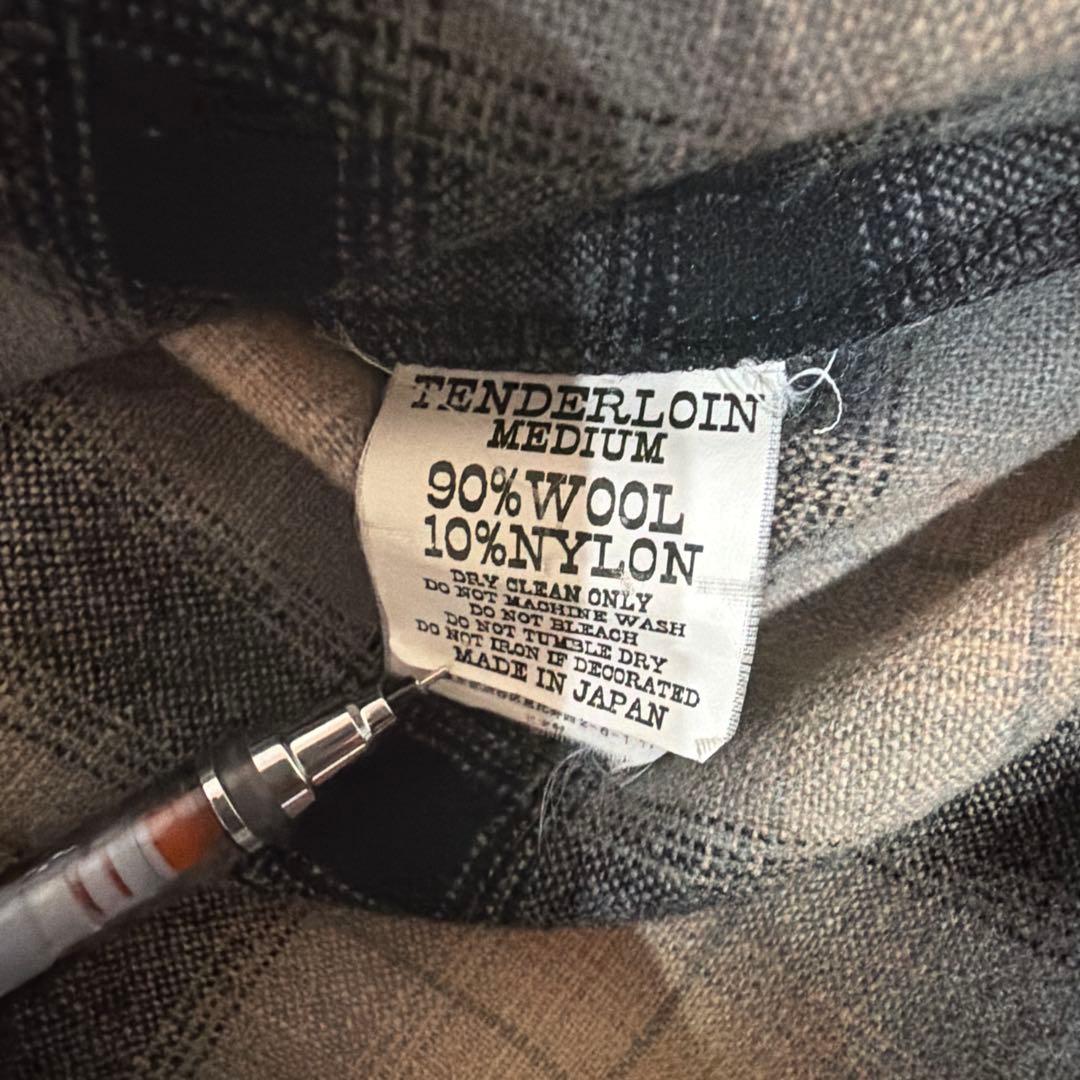 TENDERLOIN
MEDIUM
90%WOOL
10%NYLON
DRY CLEAN ONLY
DO NOT MACHINE WASH
DO NOT BLEACH
DO NOT TUMBLE DRY
DO NOT IRON IF DECORATED
MADE IN JAPAN